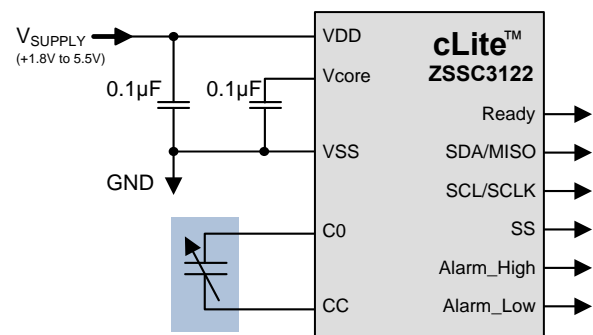 VSUPPLY
(+1.8V to 5.5V)
0.1µF
0.1µF
GND
VDD
Vcore
VSS
C0
CC
cLite™
ZSSC3122
Ready
SDA/MISO
SCL/SCLK
SS
Alarm_High
Alarm_Low